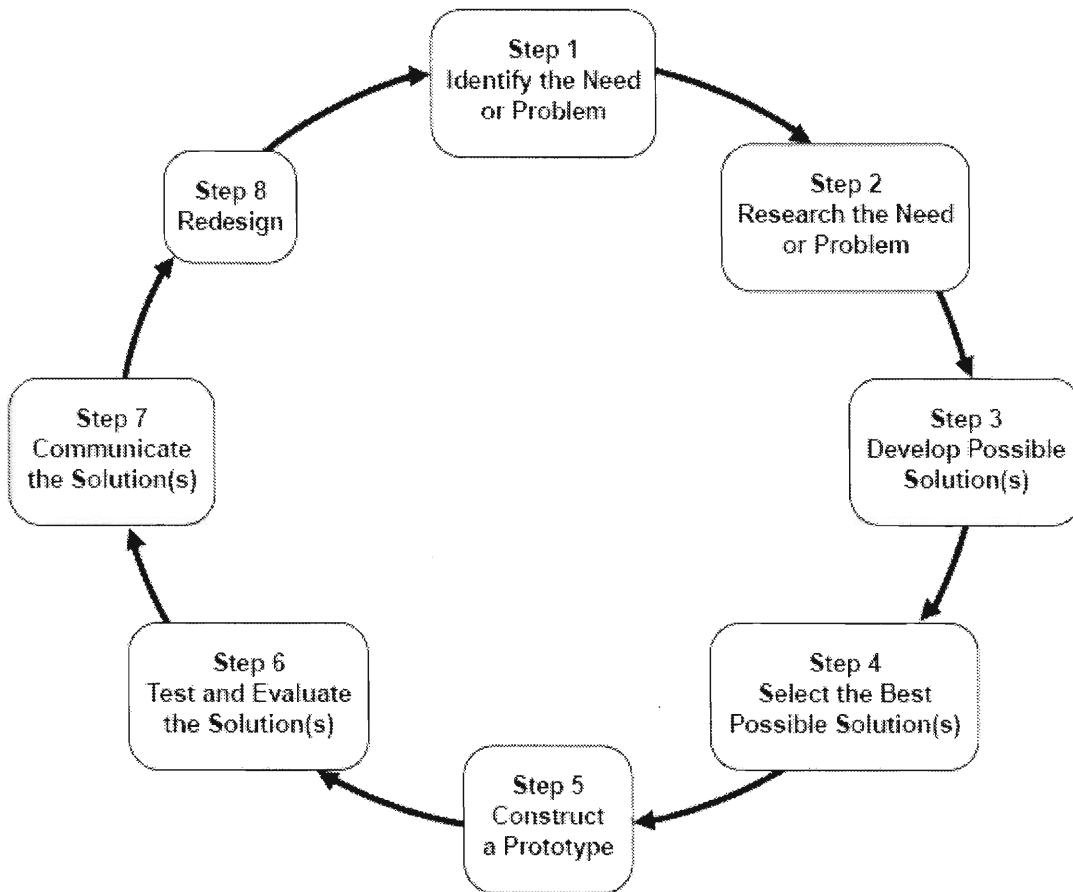 Step 1
Identify the Need
or Problem
Step 2
Research the Need
or Problem
Step 3
Develop Possible
Solution(s)
Step 4
Select the Best
Possible Solution(s)
Step 5
Construct
a Prototype
Step 6
Test and Evaluate
the Solution(s)
Step 7
Communicate
the Solution(s)
Step 8
Redesign